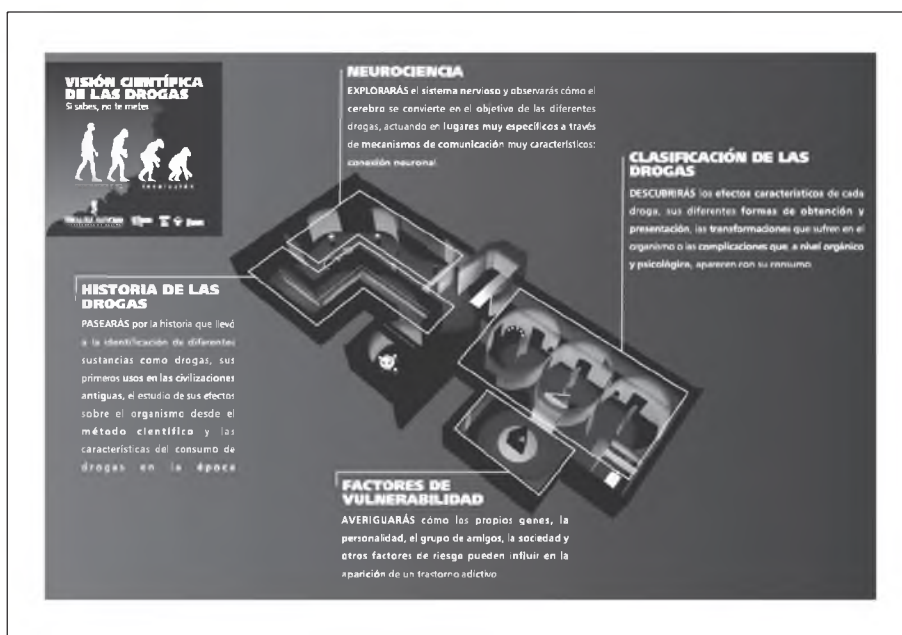 VISIÓN CIENTÍFICA
DE LAS DROGAS
Si sabes, no te metes
NEUROCIENCIA
EXPLORARÁS el sistema nervioso y observarás cómo el
cerebro se convierte en el objetivo de las diferentes
drogas, actuando en lugares muy específicos a través
de mecanismos de comunicación muy característicos:
conexión neuronal.
CLASIFICACIÓN DE LAS
DROGAS
DESCUBRIRÁS los efectos característicos de cada
droga, sus diferentes formas de obtención y
presentación, las transformaciones que sufren en el
organismo o las complicaciones que, a nivel orgánico
y psicológico, aparecen con su consumo.
HISTORIA DE LAS
DROGAS
PASEARÁS por la historia que llevó
a la identificación de diferentes
sustancias como drogas, sus
primeros usos en las civilizaciones
antiguas, el estudio de sus efectos
sobre el organismo desde el
método científico y las
características del consumo de
drogas en la época
FACTORES DE
VULNERABILIDAD
AVERIGUARÁS cómo los propios genes, la
personalidad, el grupo de amigos, la sociedad y
otros factores de riesgo pueden influir en la
aparición de un trastorno adictivo